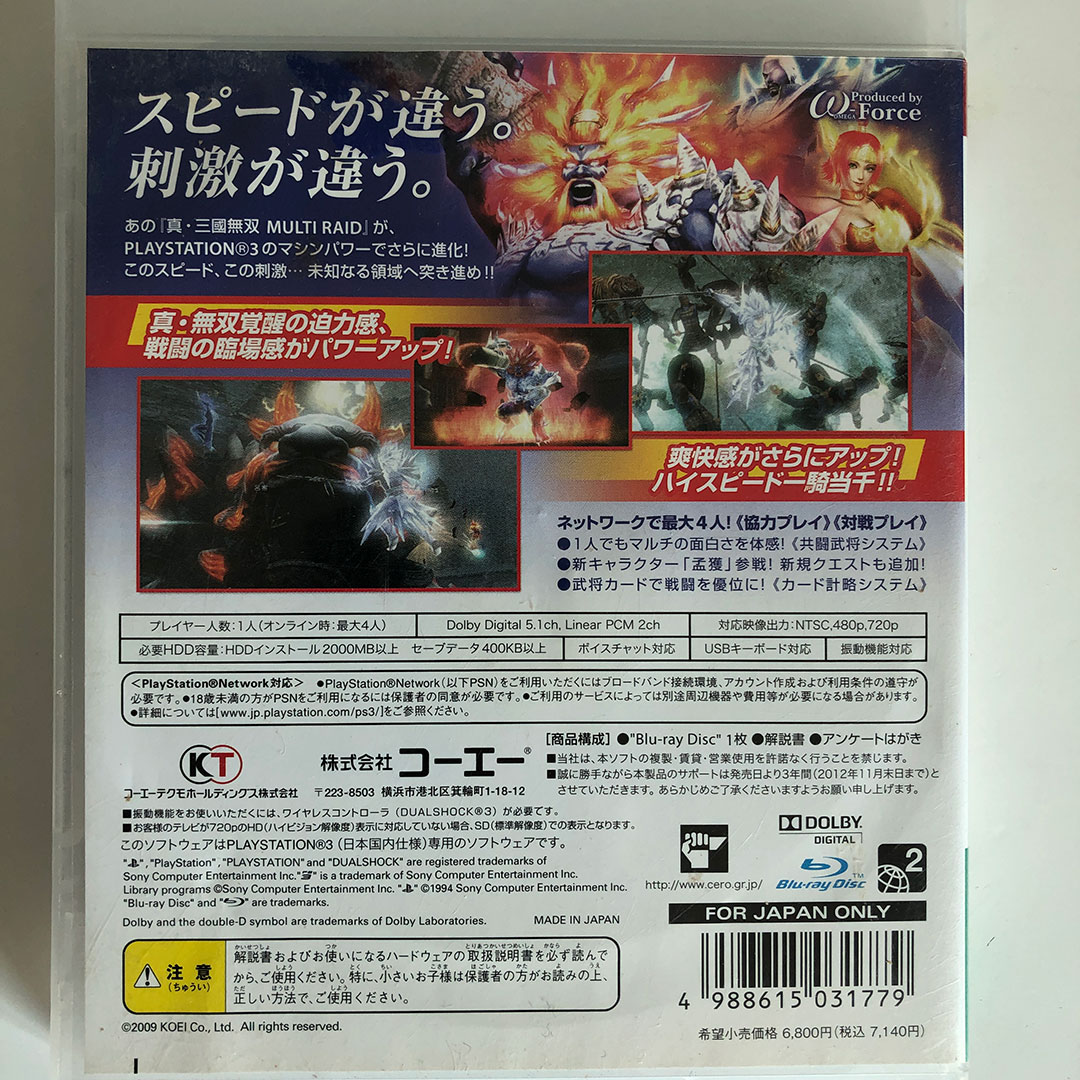 スピードが違う。
刺激が違う。
Produced by
ω-Force
OMEGA
あの『真・三國無双 MULTI RAID』が、
PLAYSTATION®3のマシンパワーでさらに進化!
このスピード、この刺激… 未知なる領域へ突き進め!!
真・無双覚醒の迫力感、
戦闘の臨場感がパワーアップ!
爽快感がさらにアップ!
ハイスピード一騎当千!!
ネットワークで最大4人!《協力プレイ》《対戦プレイ》
●1人でもマルチの面白さを体感!《共闘武将システム》
●新キャラクター「孟獲」参戦! 新規クエストも追加!
●武将カードで戦闘を優位に!《カード計略システム》
プレイヤー人数:1人(オンライン時:最大4人)
Dolby Digital 5.1ch, Linear PCM 2ch
対応映像出力:NTSC,480p,720p
必要HDD容量:HDDインストール2000MB以上 セーブデータ400KB以上
ボイスチャット対応
USBキーボード対応
振動機能対応
<PlayStation®Network対応> ●PlayStation®Network(以下PSN)をご利用いただくにはブロードバンド接続環境、アカウント作成および利用条件の遵守が
必要です。●18歳未満の方がPSNをご利用になるには保護者の同意が必要です。●ご利用のサービスによっては別途周辺機器や費用等が必要になる場合があります。
●詳細については[www.jp.playstation.com/ps3/]をご参照ください。
KT
コーエーテクモホールディングス株式会社
株式会社 コーエー®
〒223-8503 横浜市港北区箕輪町1-18-12
[商品構成] ●"Blu-ray Disc" 1枚 ●解説書 ●アンケートはがき
■当社は、本ソフトの複製・賃貸・営業使用を許諾なく行うことを禁じます。
■誠に勝手ながら本製品のサポートは発売日より3年間(2012年11月末日まで)と
させていただきます。あらかじめご了承くださいますようお願い申し上げます。
■振動機能をお使いいただくには、ワイヤレスコントローラ(DUALSHOCK®3)が必要です。
■お客様のテレビが720pのHD(ハイビジョン解像度)表示に対応していない場合、SD(標準解像度)での表示となります。
このソフトウェアはPLAYSTATION®3(日本国内仕様)専用のソフトウェアです。
" ", "PlayStation", "PLAYSTATION" and "DUALSHOCK" are registered trademarks of
Sony Computer Entertainment Inc." " is a trademark of Sony Computer Entertainment Inc.
Library programs ©Sony Computer Entertainment Inc. " " ©1994 Sony Computer Entertainment Inc.
"Blu-ray Disc" and " " are trademarks.
Dolby and the double-D symbol are trademarks of Dolby Laboratories.
MADE IN JAPAN
http://www.cero.gr.jp/
DOLBY
DIGITAL
Blu-ray Disc™
2
FOR JAPAN ONLY
注意
(ちゅうい)
解説書およびお使いになるハードウェアの取扱説明書を必ず読んで
から、ご使用ください。特に、小さいお子様は保護者の方がお読みの上、
正しい方法で、ご使用ください。
4 988615 031779
©2009 KOEI Co., Ltd. All rights reserved.
希望小売価格 6,800円(税込 7,140円)